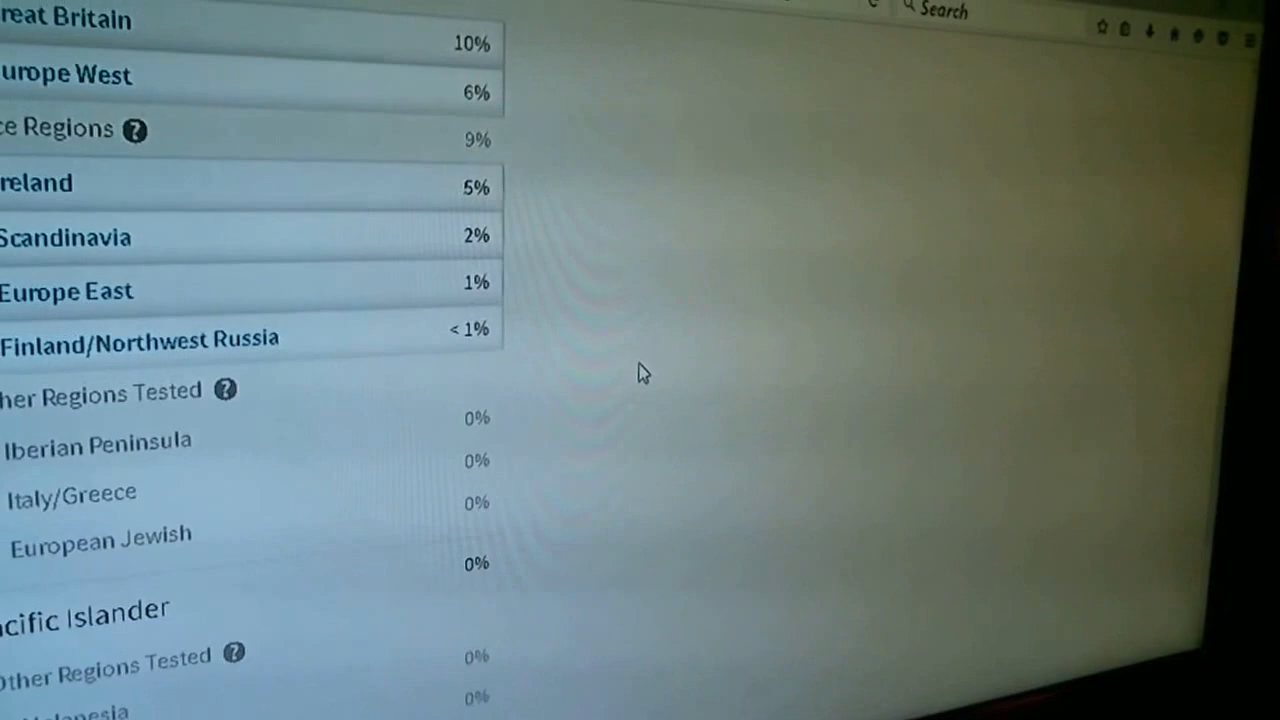 Search
reat Britain 10%
urope West 6%
ce Regions ? 9%
reland 5%
Scandinavia 2%
Europe East 1%
Finland/Northwest Russia < 1%
her Regions Tested ?
Iberian Peninsula 0%
Italy/Greece 0%
European Jewish 0%
0%
acific Islander
Other Regions Tested ?
elanesia 0%
0%